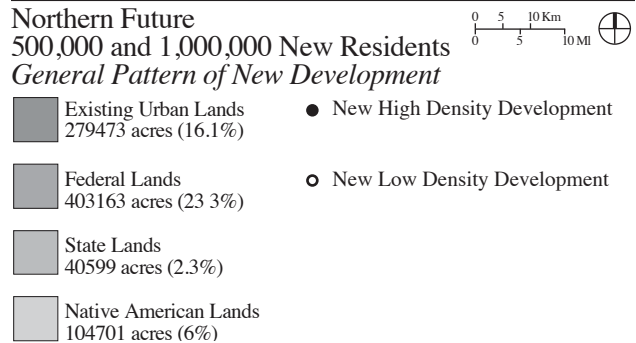 Northern Future
0 5 10 Km
500,000 and 1,000,000 New Residents
0 5 10 MI
General Pattern of New Development
Existing Urban Lands
279473 acres (16.1%)
New High Density Development
Federal Lands
403163 acres (23 3%)
New Low Density Development
State Lands
40599 acres (2.3%)
Native American Lands
104701 acres (6%)